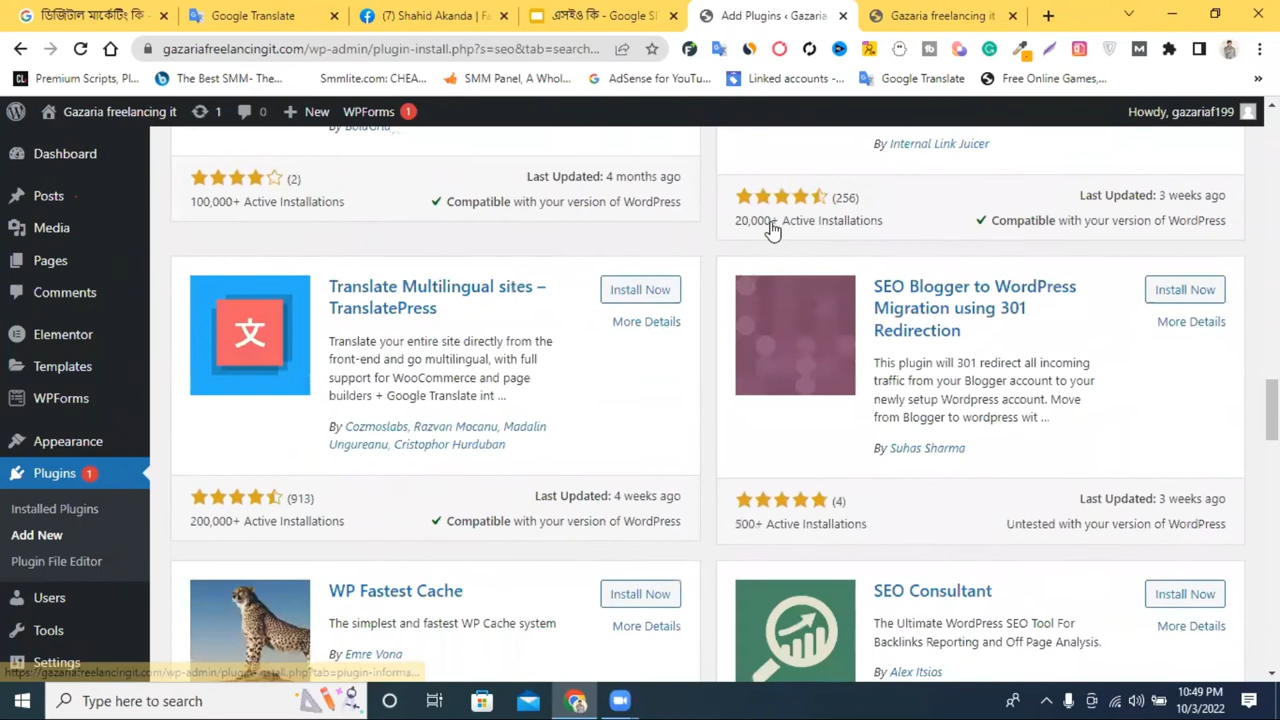 ডিজিটাল মার্কেটিং কি -
Google Translate
(7) Shahid Akanda | Fa
এসইও কি - Google Sl
Add Plugins ‹ Gazaria
Gazaria freelancing it
gazariafreelancingit.com/wp-admin/plugin-install.php?s=seo&tab=search...
Premium Scripts, Pl...
The Best SMM- The...
Smmlite.com: CHEA...
SMM Panel, A Whol...
AdSense for YouTu...
Linked accounts -...
Google Translate
Free Online Games,...
»
Gazaria freelancing it
1
0
New
WPForms 1
Howdy, gazariaf199
Dashboard
Posts
Media
Pages
Comments
Elementor
Templates
WPForms
Appearance
Plugins 1
Installed Plugins
Add New
Plugin File Editor
Users
Tools
Settings
(2)
Last Updated: 4 months ago
100,000+ Active Installations
Compatible with your version of WordPress
By Internal Link Juicer
(256)
Last Updated: 3 weeks ago
20,000+ Active Installations
Compatible with your version of WordPress
Translate Multilingual sites –
TranslatePress
Install Now
More Details
Translate your entire site directly from the
front-end and go multilingual, with full
support for WooCommerce and page
builders + Google Translate int ...
By Cozmoslabs, Razvan Mocanu, Madalin
Ungureanu, Cristophor Hurduban
文
(913)
Last Updated: 4 weeks ago
200,000+ Active Installations
Compatible with your version of WordPress
SEO Blogger to WordPress
Migration using 301
Redirection
Install Now
More Details
This plugin will 301 redirect all incoming
traffic from your Blogger account to your
newly setup Wordpress account. Move
from Blogger to wordpress wit ...
By Suhas Sharma
(4)
Last Updated: 3 weeks ago
500+ Active Installations
Untested with your version of WordPress
WP Fastest Cache
Install Now
More Details
The simplest and fastest WP Cache system
By Emre Vona
SEO Consultant
Install Now
More Details
The Ultimate WordPress SEO Tool For
Backlinks Reporting and Off Page Analysis.
By Alex Itsios
https://gazariafreelancingit.com/wp-admin/plugin-install.php?tab=plugin-informa...
Type here to search
10:49 PM
10/3/2022